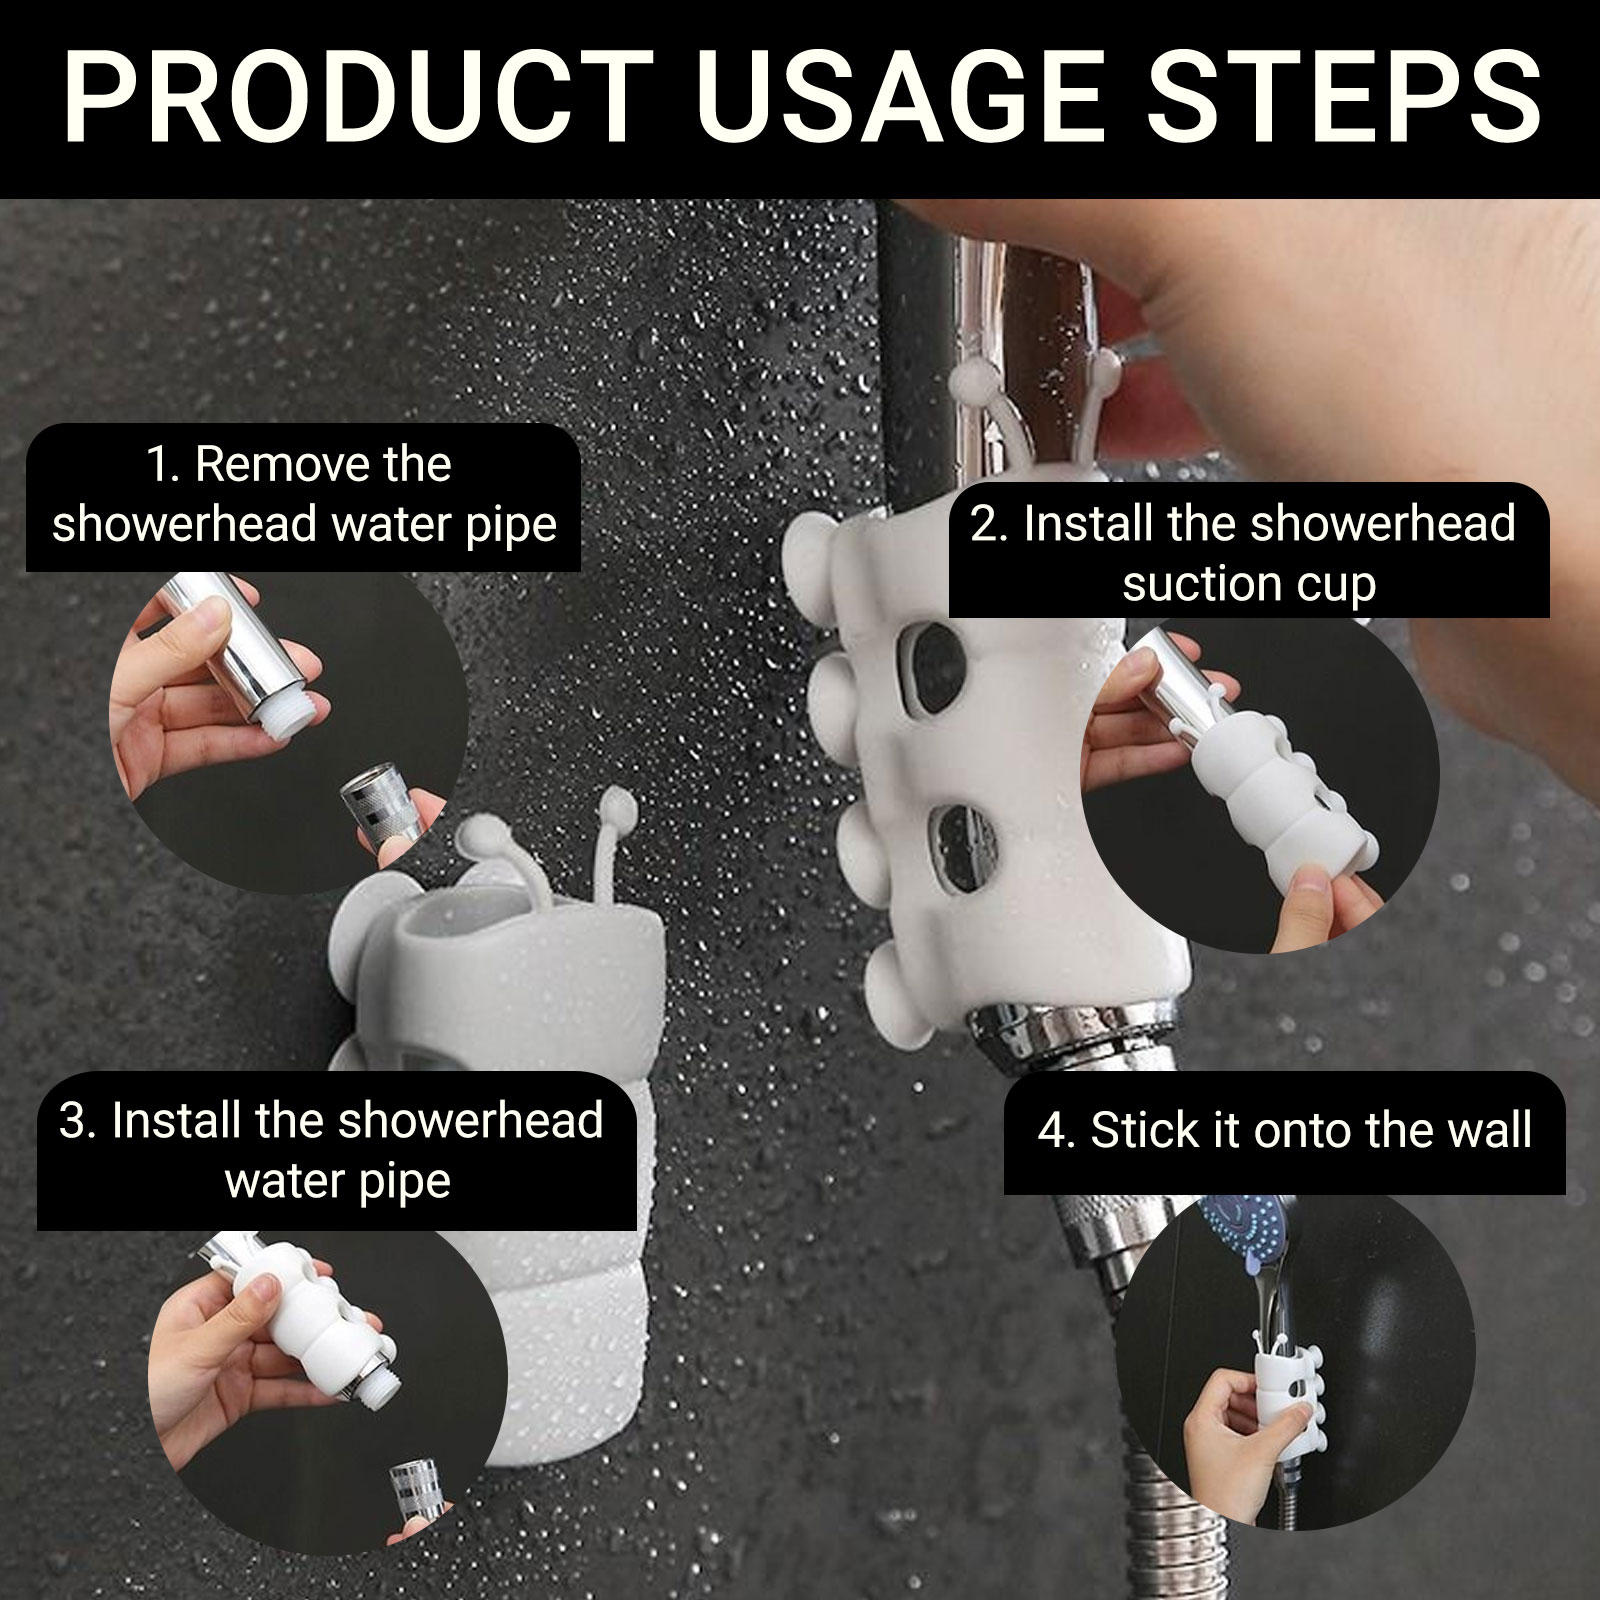 PRODUCT USAGE STEPS
1. Remove the
showerhead water pipe
2. Install the showerhead
suction cup
3. Install the showerhead
water pipe
4. Stick it onto the wall